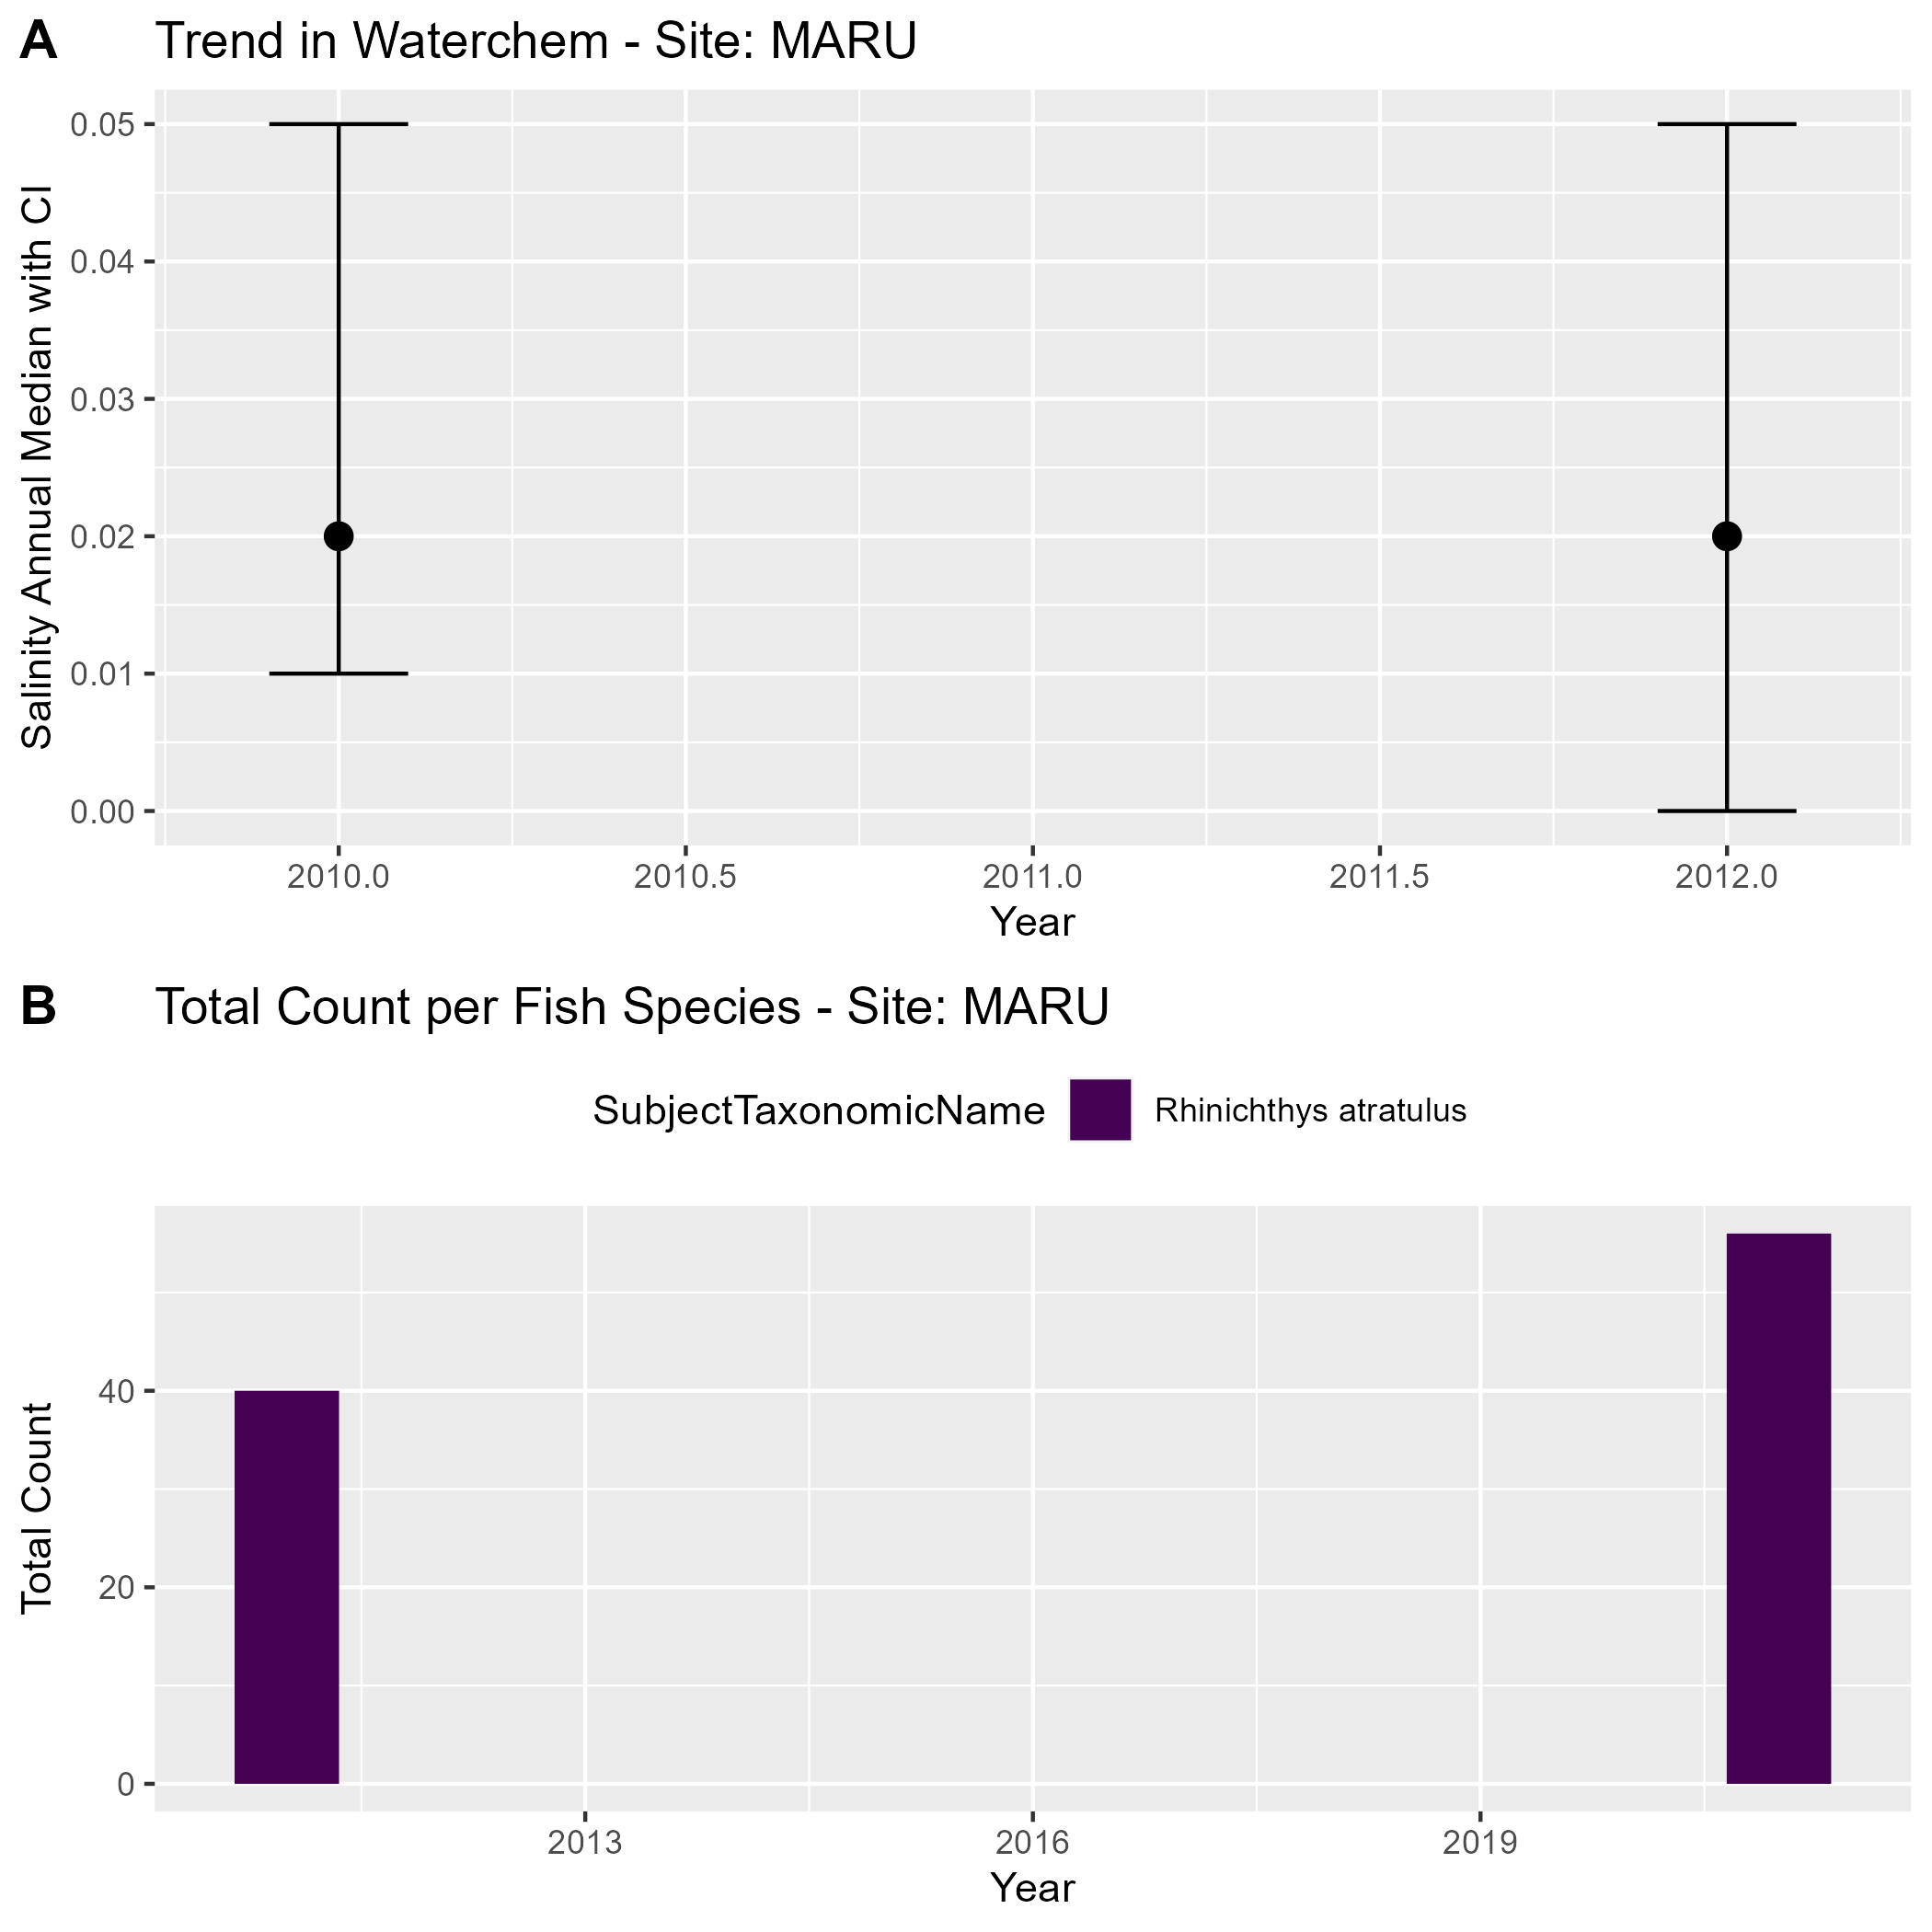 A Trend in Waterchem - Site: MARU
Salinity Annual Median with CI
0.05
0.04
0.03
0.02
0.01
0.00
2010.0 2010.5 2011.0 2011.5 2012.0
Year
B Total Count per Fish Species - Site: MARU
SubjectTaxonomicName Rhinichthys atratulus
Total Count
40
20
0
2013 2016 2019
Year